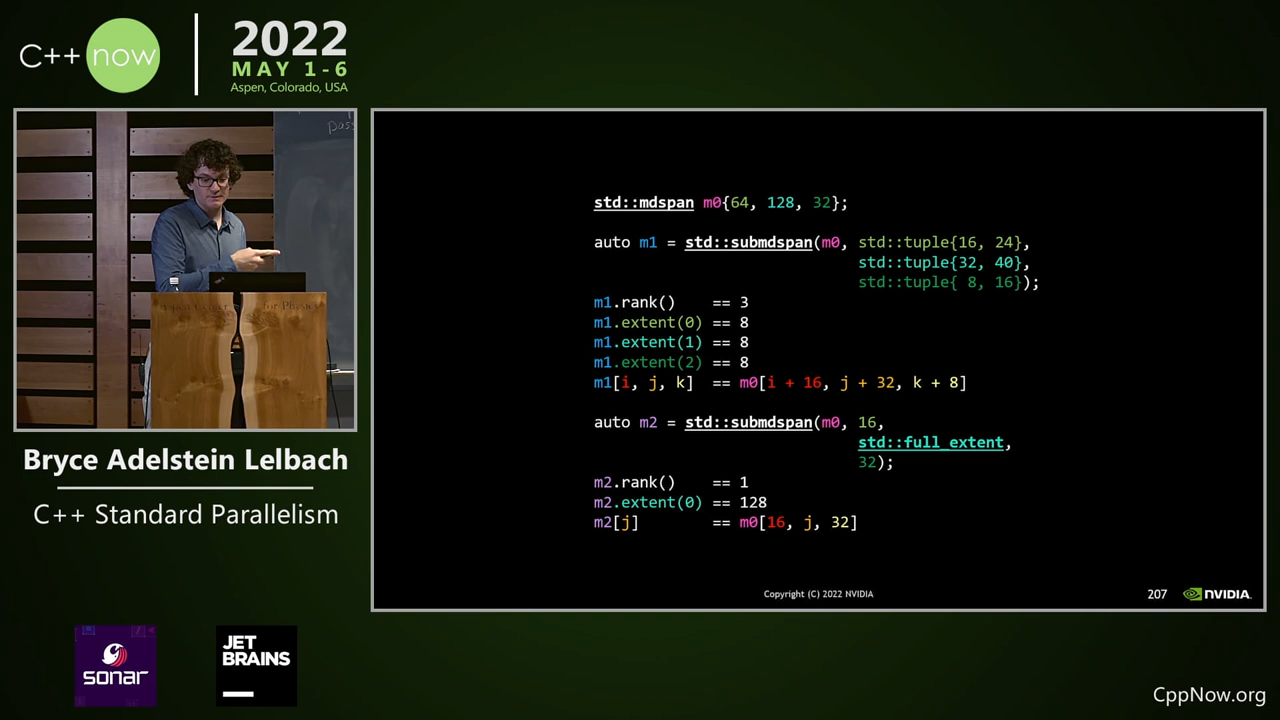 C++ now
2022
MAY 1-6
Aspen, Colorado, USA
pas
std::mdspan m0{64, 128, 32};
auto m1 = std::submdspan(m0, std::tuple{16, 24},
std::tuple{32, 40},
std::tuple{ 8, 16});
m1.rank() == 3
m1.extent(0) == 8
m1.extent(1) == 8
m1.extent(2) == 8
m1[i, j, k] == m0[i + 16, j + 32, k + 8]
auto m2 = std::submdspan(m0, 16,
std::full_extent,
32);
m2.rank() == 1
m2.extent(0) == 128
m2[j] == m0[16, j, 32]
Copyright (C) 2022 NVIDIA
207
NVIDIA.
for Physics
Bryce Adelstein Lelbach
C++ Standard Parallelism
sonar
JET
BRAINS
CppNow.org